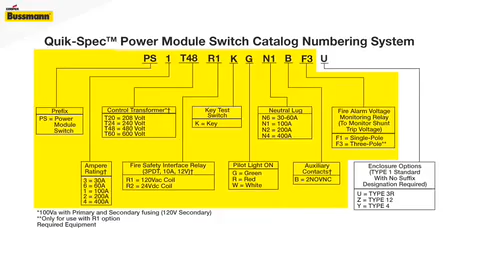 COOPER
Bussmann
Quik-Spec™ Power Module Switch Catalog Numbering System
PS 1 T48 R1 K G N1 B F3 U
Prefix
PS = Power
Module
Switch
Control Transformer*†
T20 = 208 Volt
T24 = 240 Volt
T48 = 480 Volt
T60 = 600 Volt
Key Test
Switch
K = Key
Neutral Lug
N6 = 30-60A
N1 = 100A
N2 = 200A
N4 = 400A
Fire Alarm Voltage
Monitoring Relay
(To Monitor Shunt
Trip Voltage)
F1 = Single-Pole
F3 = Three-Pole**
Ampere
Rating†
3 = 30A
6 = 60A
1 = 100A
2 = 200A
4 = 400A
Fire Safety Interface Relay
(3PDT, 10A, 12V)†
R1 = 120Vac Coil
R2 = 24Vdc Coil
Pilot Light ON
G = Green
R = Red
W = White
Auxiliary
Contacts†
B = 2NO\2NC
Enclosure Options
(TYPE 1 Standard
With No Suffix
Designation Required)
U = TYPE 3R
Z = TYPE 12
Y = TYPE 4
*100Va with Primary and Secondary fusing (120V Secondary)
**Only for use with R1 option
Required Equipment